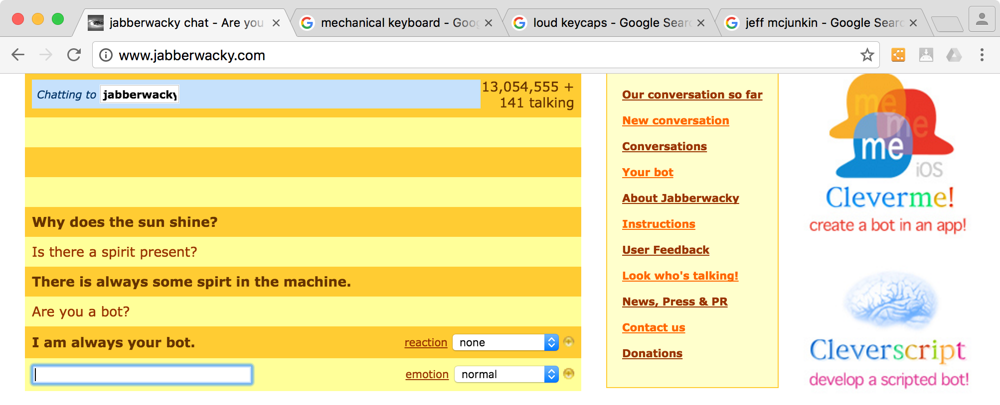 jabberwacky chat - Are you
mechanical keyboard - Goog
loud keycaps - Google Searc
jeff mcjunkin - Google Searc
www.jabberwacky.com
Chatting to jabberwacky
13,054,555 +
141 talking
Why does the sun shine?
Is there a spirit present?
There is always some spirt in the machine.
Are you a bot?
I am always your bot.
reaction none
emotion normal
Our conversation so far
New conversation
Conversations
Your bot
About Jabberwacky
Instructions
User Feedback
Look who's talking!
News, Press & PR
Contact us
Donations
me
me
me
iOS
Cleverme!
create a bot in an app!
Cleverscript
develop a scripted bot!